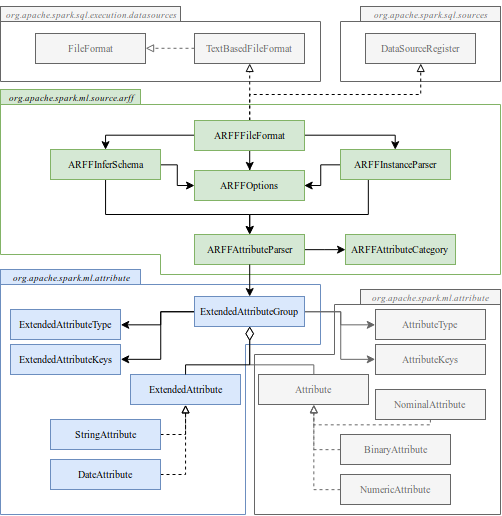 org.apache.spark.sql.execution.datasources
org.apache.spark.sql.sources
FileFormat
TextBasedFileFormat
DataSourceRegister
org.apache.spark.ml.source.arff
ARFFFileFormat
ARFFInferSchema
ARFFInstanceParser
ARFFOptions
ARFFAttributeParser
ARFFAttributeCategory
org.apache.spark.ml.attribute
org.apache.spark.ml.attribute
ExtendedAttributeGroup
ExtendedAttributeType
AttributeType
ExtendedAttributeKeys
AttributeKeys
ExtendedAttribute
Attribute
NominalAttribute
StringAttribute
BinaryAttribute
DateAttribute
NumericAttribute